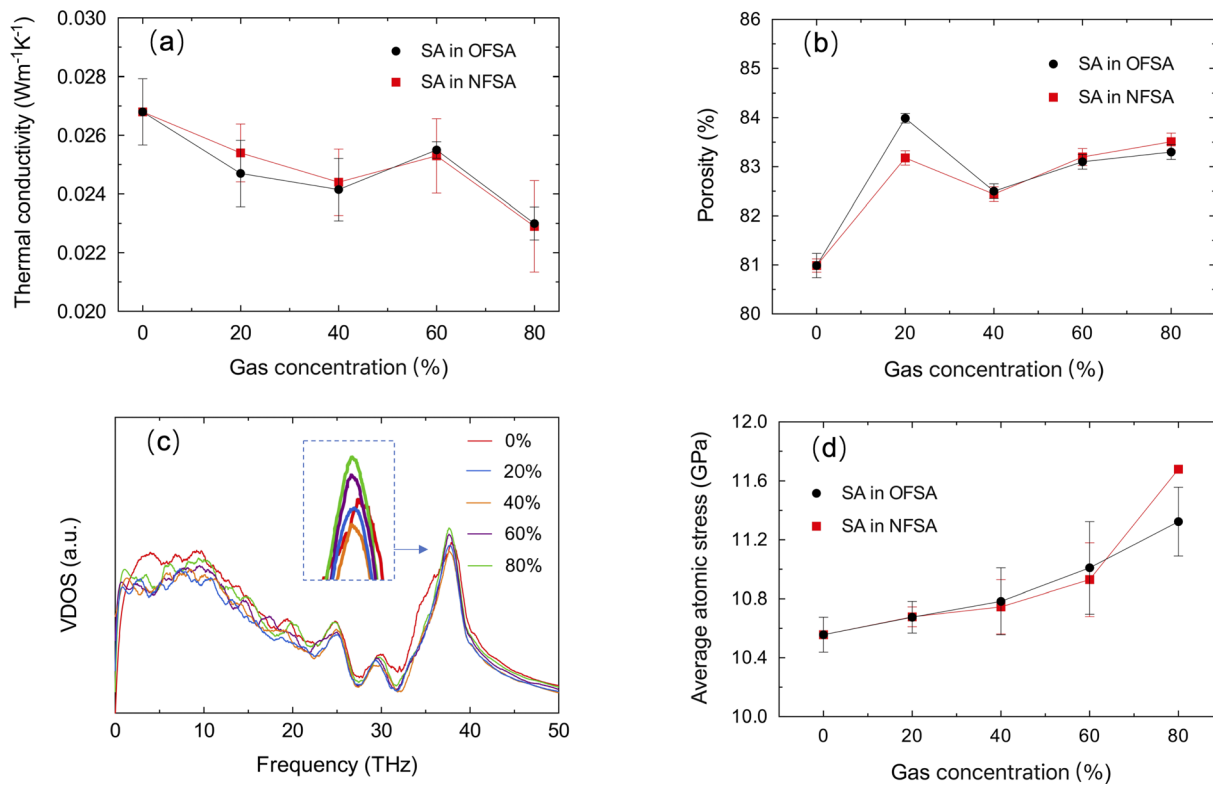 (a)
SA in OFSA
SA in NFSA
Thermal conductivity (Wm⁻¹K⁻¹)
0.030
0.028
0.026
0.024
0.022
0.020
0 20 40 60 80
Gas concentration (%)
(b)
SA in OFSA
SA in NFSA
Porosity (%)
86
85
84
83
82
81
80
0 20 40 60 80
Gas concentration (%)
(c)
0%
20%
40%
60%
80%
VDOS (a.u.)
0 10 20 30 40 50
Frequency (THz)
(d)
SA in OFSA
SA in NFSA
Average atomic stress (GPa)
12.0
11.6
11.2
10.8
10.4
10.0
0 20 40 60 80
Gas concentration (%)